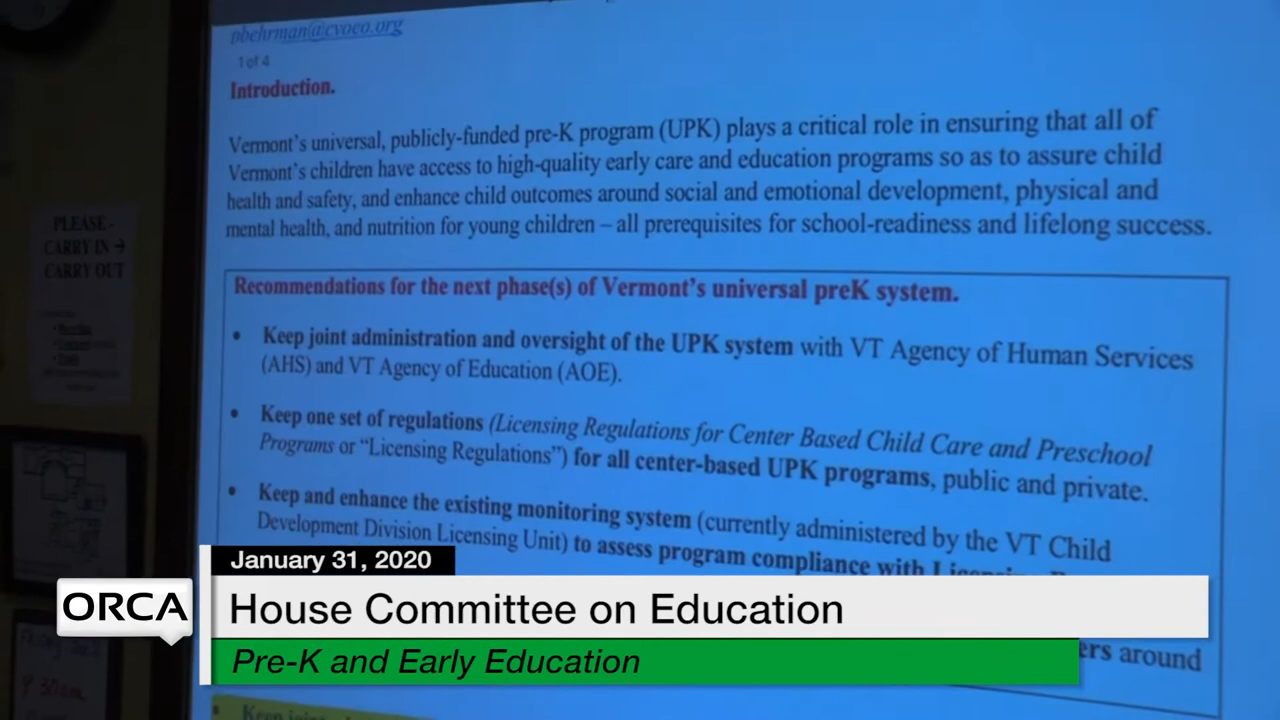 pbehrman@cvoeo.org
1 of 4
Introduction.
Vermont's universal, publicly-funded pre-K program (UPK) plays a critical role in ensuring that all of
Vermont's children have access to high-quality early care and education programs so as to assure child
health and safety, and enhance child outcomes around social and emotional development, physical and
mental health, and nutrition for young children – all prerequisites for school-readiness and lifelong success.
PLEASE -
CARRY IN →
CARRY OUT
Recommendations for the next phase(s) of Vermont's universal preK system.
• Keep joint administration and oversight of the UPK system with VT Agency of Human Services
(AHS) and VT Agency of Education (AOE).
• Keep one set of regulations (Licensing Regulations for Center Based Child Care and Preschool
Programs or "Licensing Regulations") for all center-based UPK programs, public and private.
• Keep and enhance the existing monitoring system (currently administered by the VT Child
Development Division Licensing Unit) to assess program compliance with
January 31, 2020
ORCA
House Committee on Education
Pre-K and Early Education
around
9:30am
• Keep